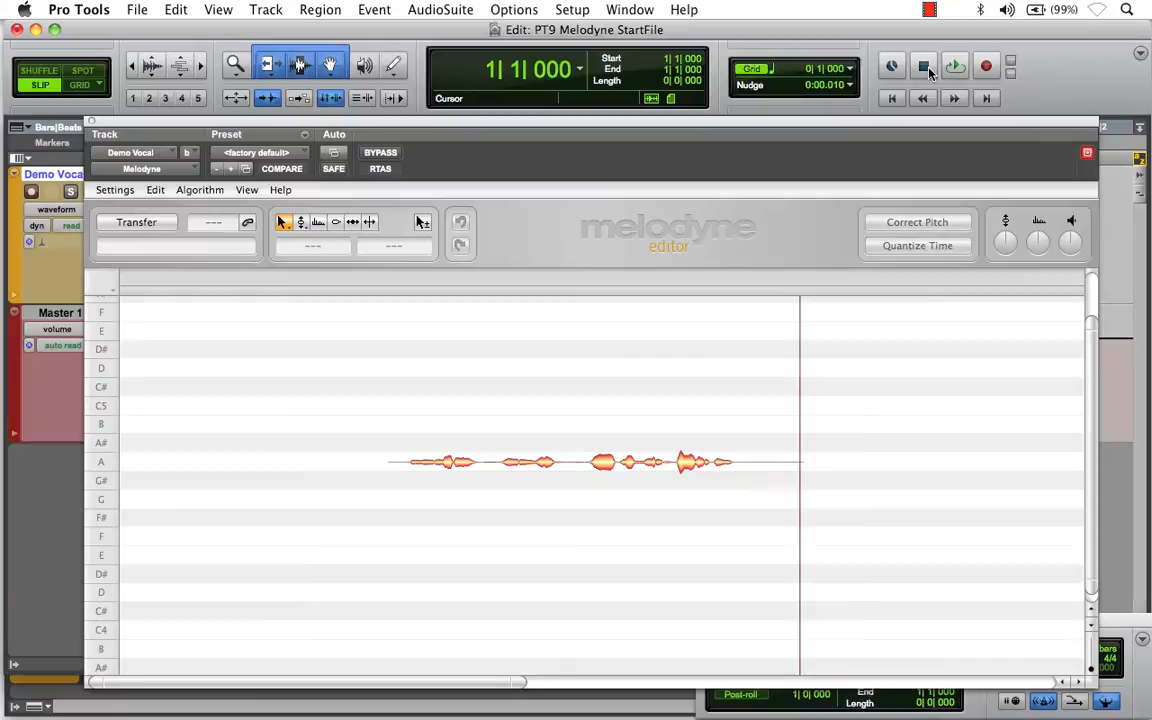 Pro Tools File Edit View Track Region Event AudioSuite Options Setup Window Help (99%)
Edit: PT9 Melodyne StartFile
SHUFFLE SPOT
SLIP GRID
1 2 3 4 5
1| 1| 000
Start 1| 1| 000
End 1| 1| 000
Length 0| 0| 000
Cursor
Grid 0| 1| 000
Nudge 0:00.010
Bars|Beats
Markers
2
Demo Voca
S
waveform
dyn read
Master 1
volume
auto read
Track Preset Auto
Demo Vocal b <factory default> BYPASS
Melodyne - + COMPARE SAFE RTAS
Settings Edit Algorithm View Help
Transfer ---
--- ---
melodyne
editor
Correct Pitch
Quantize Time
F
E
D#
D
C#
C5
B
A#
A
G#
G
F#
F
E
D#
D
C#
C4
B
A#
bars
4/4
000
Post-roll 1| 0| 000
End 1| 1| 000
Length 0| 0| 000